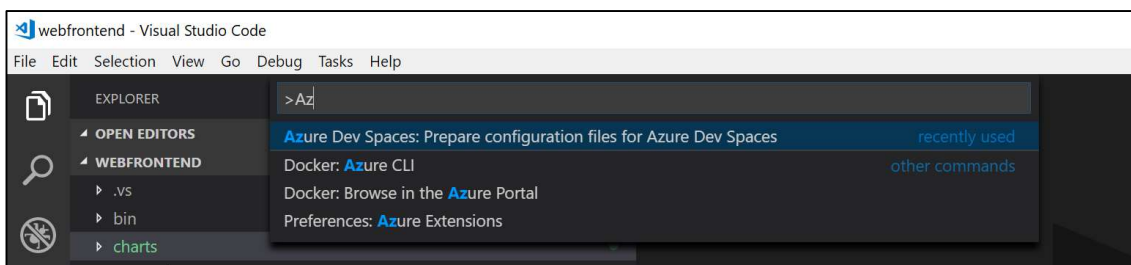 webfrontend - Visual Studio Code
File Edit Selection View Go Debug Tasks Help
EXPLORER
>Az
OPEN EDITORS
Azure Dev Spaces: Prepare configuration files for Azure Dev Spaces recently used
WEBFRONTEND
Docker: Azure CLI other commands
.vs
Docker: Browse in the Azure Portal
bin
Preferences: Azure Extensions
charts